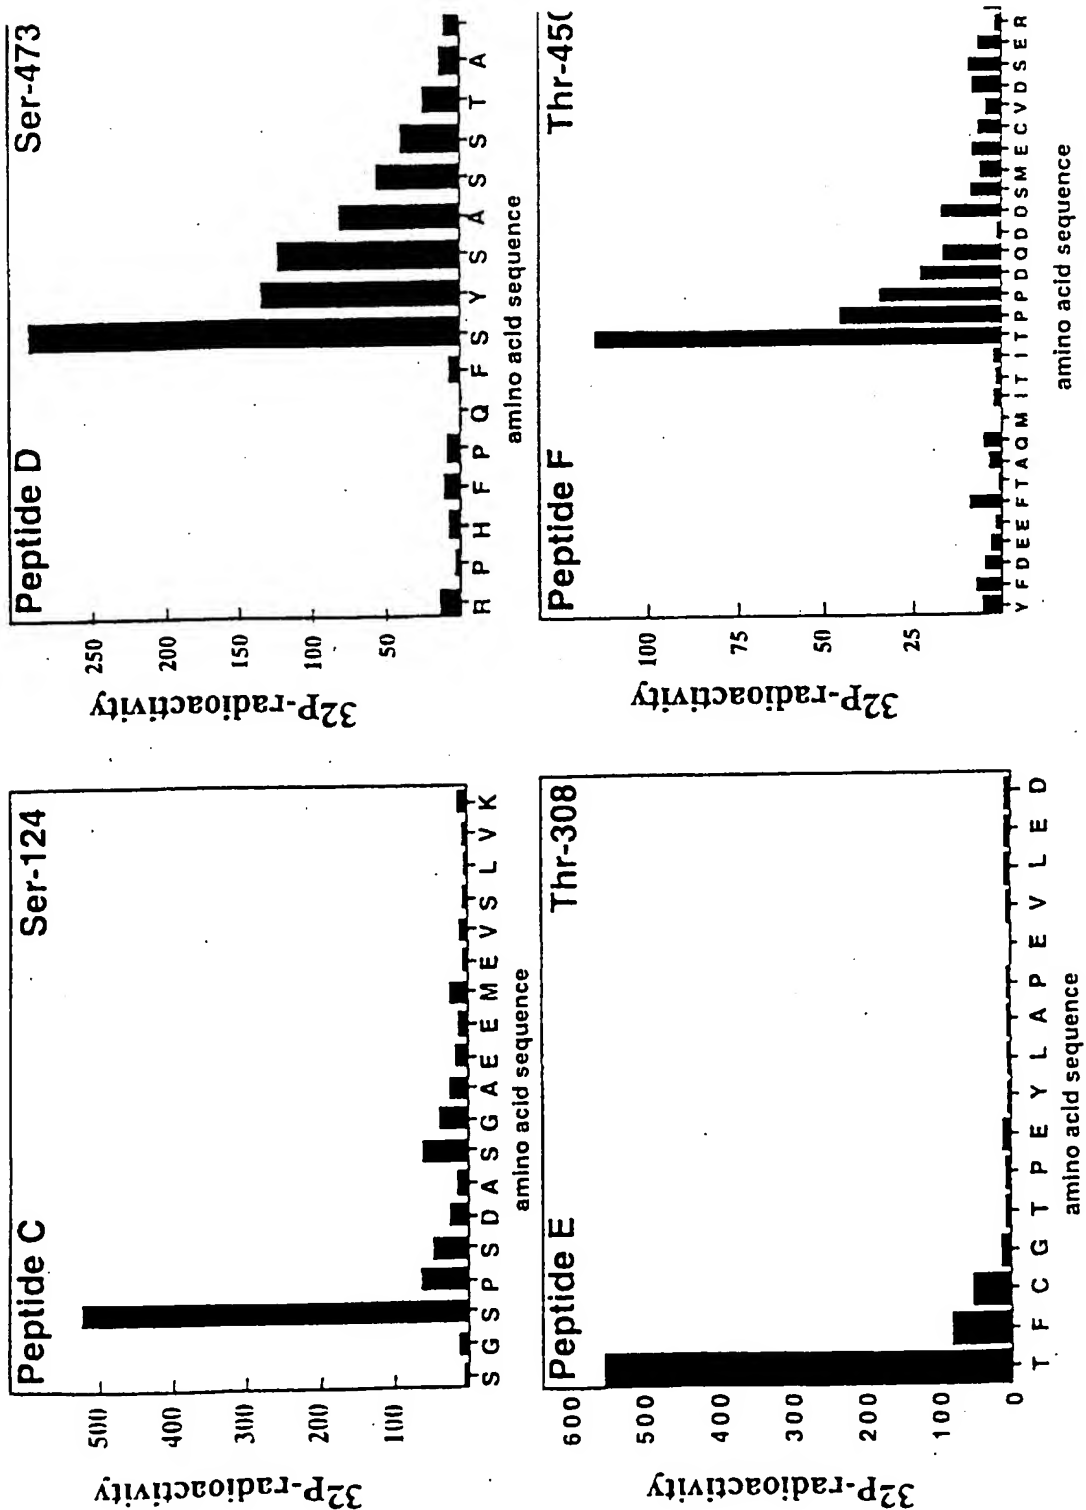 Peptide C
Ser-124
500
400
300
200
100
32P-radioactivity
S G S P S D A S G A E E M E V S L V K
amino acid sequence
Peptide D
Ser-473
250
200
150
100
50
32P-radioactivity
R P H F P Q F S Y S A S S T A
amino acid sequence
Peptide E
Thr-308
600
500
400
300
200
100
0
32P-radioactivity
T F C G T P E Y L A P E V L E D
amino acid sequence
Peptide F
Thr-45
100
75
50
25
32P-radioactivity
Y F D E E F T A Q M I T I T P P D Q D D S M E C V D S E R
amino acid sequence